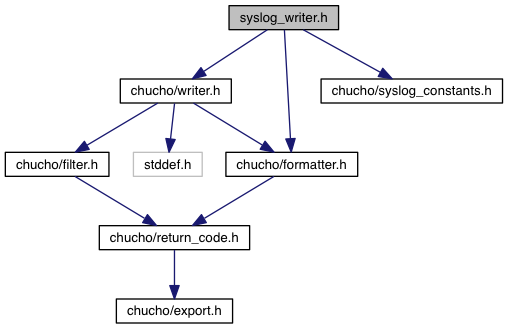 syslog_writer.h
chucho/writer.h
chucho/syslog_constants.h
chucho/filter.h
stddef.h
chucho/formatter.h
chucho/return_code.h
chucho/export.h